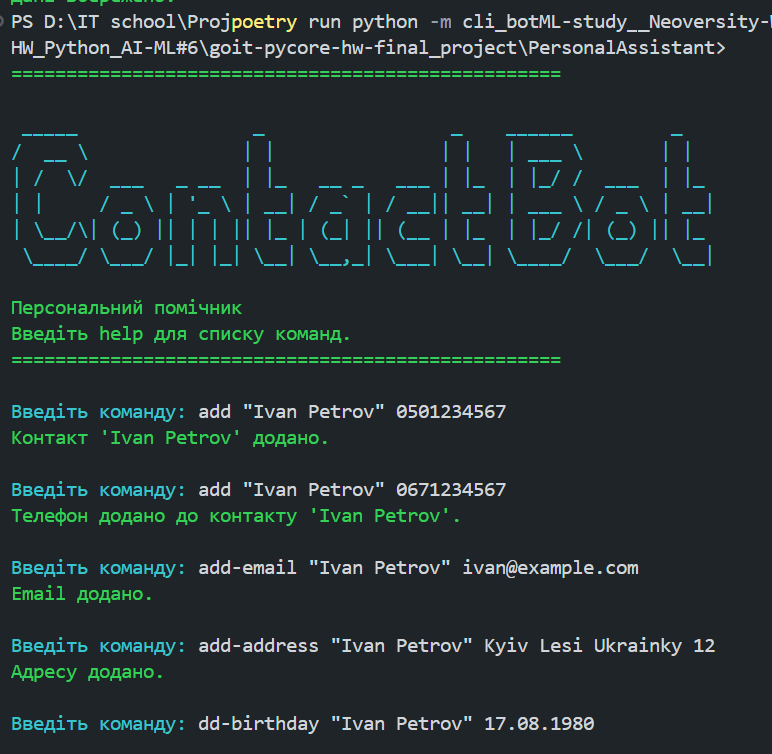 PS D:\IT school\Projpoetry run python -m cli_botML-study__Neoversity-
HW_Python_AI-ML#6\goit-pycore-hw-final_project\PersonalAssistant>
==================================================
ContactBot
Персональний помічник
Введіть help для списку команд.
==================================================
Введіть команду: add "Ivan Petrov" 0501234567
Контакт 'Ivan Petrov' додано.
Введіть команду: add "Ivan Petrov" 0671234567
Телефон додано до контакту 'Ivan Petrov'.
Введіть команду: add-email "Ivan Petrov" ivan@example.com
Email додано.
Введіть команду: add-address "Ivan Petrov" Kyiv Lesi Ukrainky 12
Адресу додано.
Введіть команду: dd-birthday "Ivan Petrov" 17.08.1980